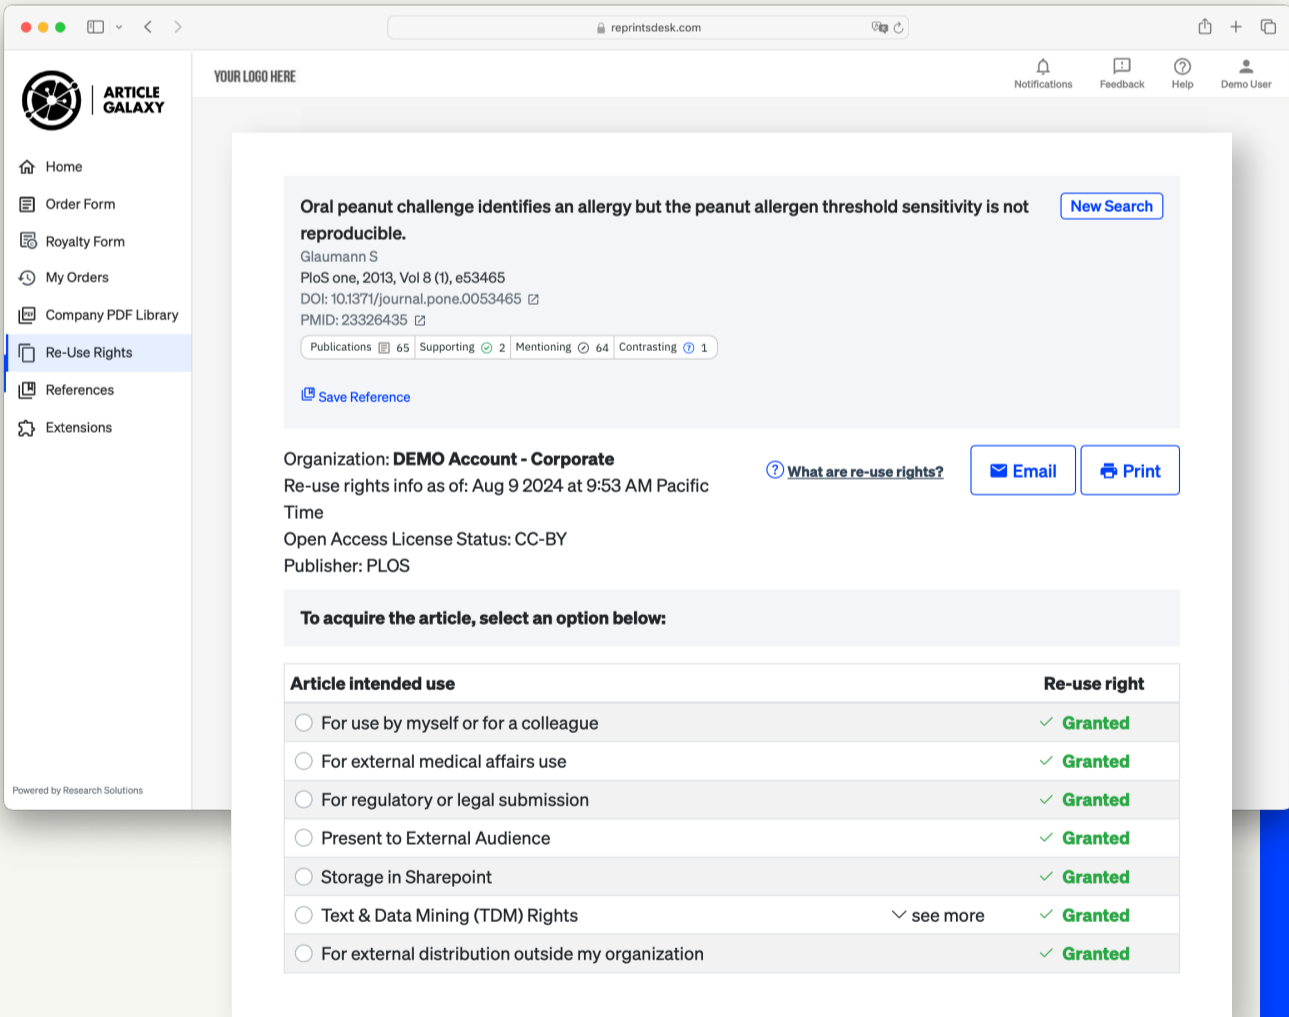 reprintsdesk.com
ARTICLE
GALAXY
YOUR LOGO HERE
Notifications
Feedback
Help
Demo User
Home
Order Form
Royalty Form
My Orders
Company PDF Library
Re-Use Rights
References
Extensions
Powered by Research Solutions
Oral peanut challenge identifies an allergy but the peanut allergen threshold sensitivity is not
reproducible.
New Search
Glaumann S
PloS one, 2013, Vol 8 (1), e53465
DOI: 10.1371/journal.pone.0053465
PMID: 23326435
Publications 65 Supporting 2 Mentioning 64 Contrasting 1
Save Reference
Organization: DEMO Account - Corporate
Re-use rights info as of: Aug 9 2024 at 9:53 AM Pacific
Time
Open Access License Status: CC-BY
Publisher: PLOS
What are re-use rights?
Email
Print
To acquire the article, select an option below:
Article intended use Re-use right
For use by myself or for a colleague Granted
For external medical affairs use Granted
For regulatory or legal submission Granted
Present to External Audience Granted
Storage in Sharepoint Granted
Text & Data Mining (TDM) Rights see more Granted
For external distribution outside my organization Granted